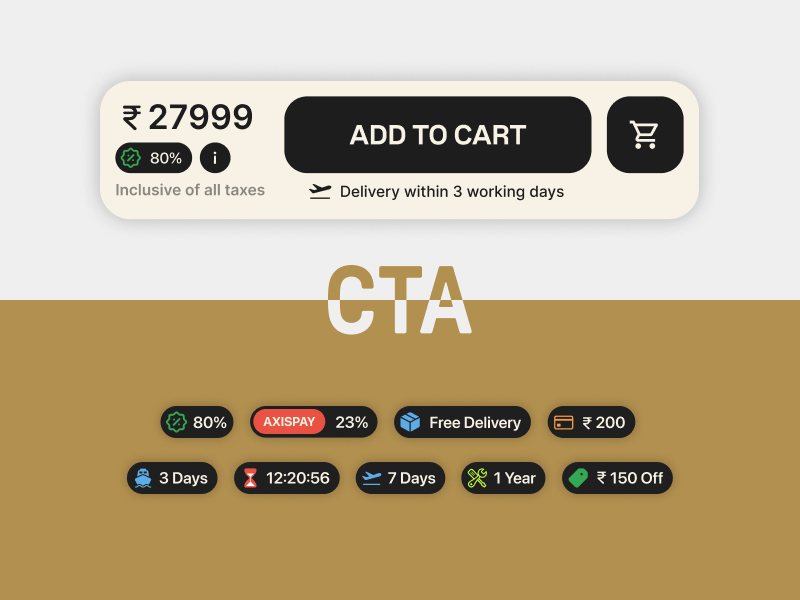 ₹ 27999
80% i
Inclusive of all taxes
ADD TO CART
Delivery within 3 working days
CTA
80% AXISPAY 23% Free Delivery ₹ 200
3 Days 12:20:56 7 Days 1 Year ₹ 150 Off